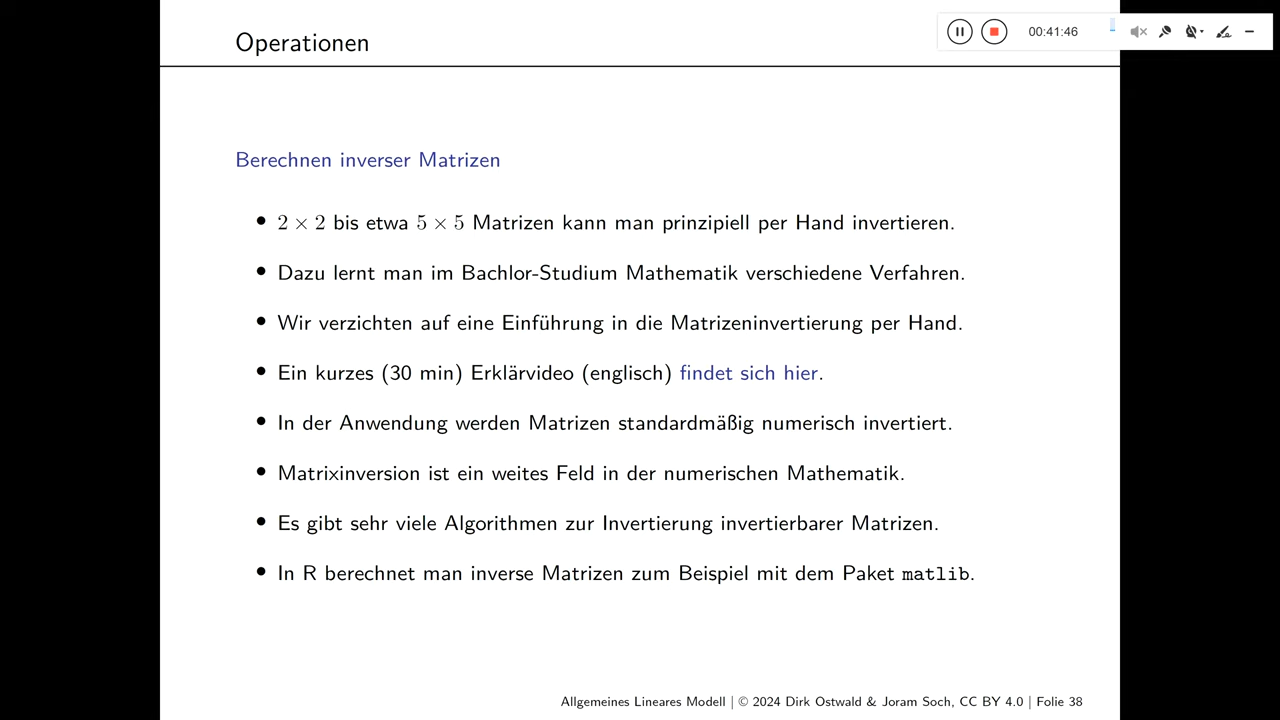 Operationen
00:41:46
Berechnen inverser Matrizen
• 2 × 2 bis etwa 5 × 5 Matrizen kann man prinzipiell per Hand invertieren.
• Dazu lernt man im Bachlor-Studium Mathematik verschiedene Verfahren.
• Wir verzichten auf eine Einführung in die Matrizeninvertierung per Hand.
• Ein kurzes (30 min) Erklärvideo (englisch) findet sich hier.
• In der Anwendung werden Matrizen standardmäßig numerisch invertiert.
• Matrixinversion ist ein weites Feld in der numerischen Mathematik.
• Es gibt sehr viele Algorithmen zur Invertierung invertierbarer Matrizen.
• In R berechnet man inverse Matrizen zum Beispiel mit dem Paket matlib.
Allgemeines Lineares Modell | © 2024 Dirk Ostwald & Joram Soch, CC BY 4.0 | Folie 38